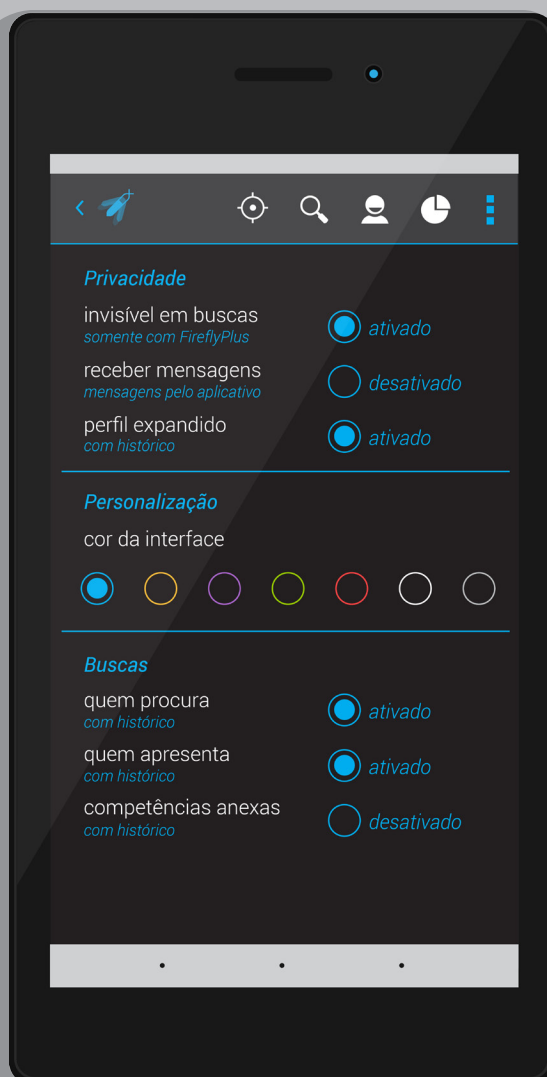 Privacidade
invisível em buscas
somente com FireflyPlus
ativado
receber mensagens
mensagens pelo aplicativo
desativado
perfil expandido
com histórico
ativado
Personalização
cor da interface
Buscas
quem procura
com histórico
ativado
quem apresenta
com histórico
ativado
competências anexas
com histórico
desativado